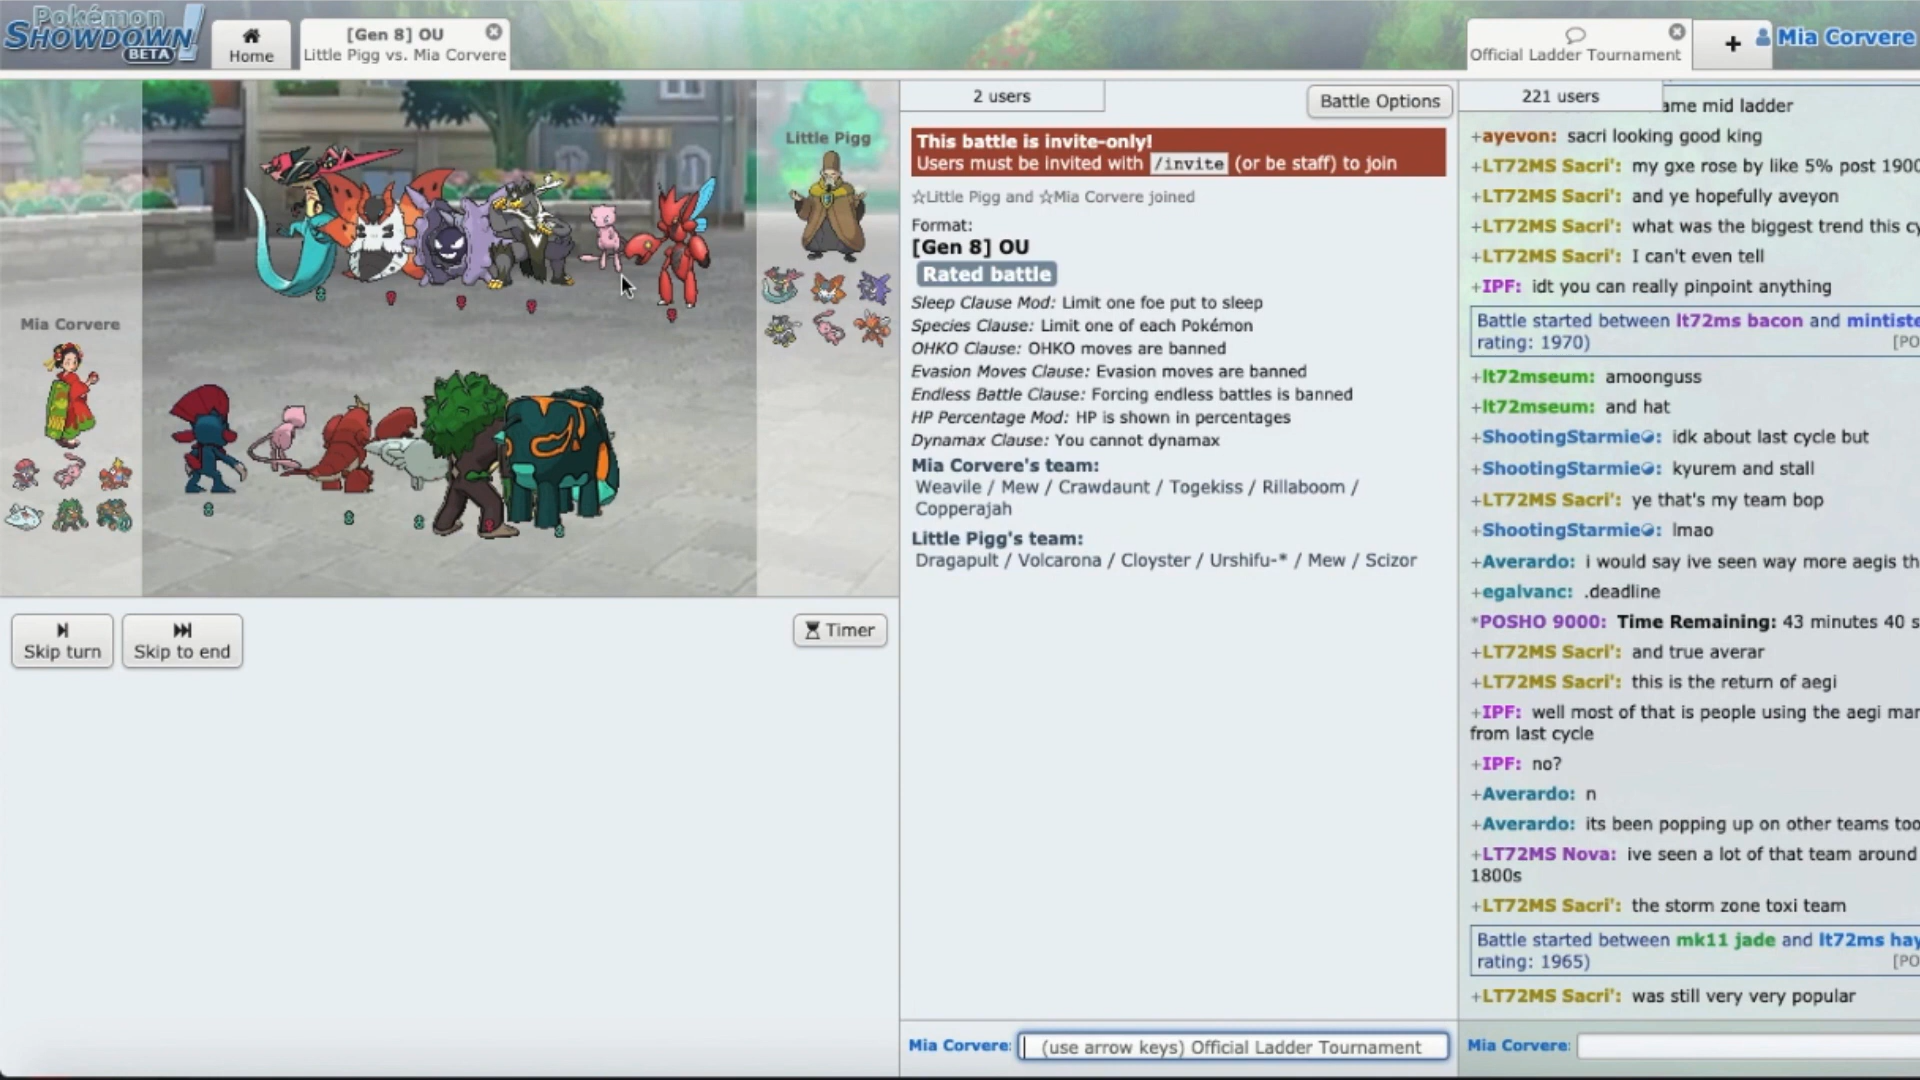 Pokémon
SHOWDOWN!
BETA
Home
[Gen 8] OU
Little Pigg vs. Mia Corvere
Official Ladder Tournament
+
Mia Corvere
Little Pigg
Mia Corvere
Skip turn
Skip to end
Timer
2 users
Battle Options
This battle is invite-only!
Users must be invited with /invite (or be staff) to join
☆Little Pigg and ☆Mia Corvere joined
Format:
[Gen 8] OU
Rated battle
Sleep Clause Mod: Limit one foe put to sleep
Species Clause: Limit one of each Pokémon
OHKO Clause: OHKO moves are banned
Evasion Moves Clause: Evasion moves are banned
Endless Battle Clause: Forcing endless battles is banned
HP Percentage Mod: HP is shown in percentages
Dynamax Clause: You cannot dynamax
Mia Corvere's team:
Weavile / Mew / Crawdaunt / Togekiss / Rillaboom /
Copperajah
Little Pigg's team:
Dragapult / Volcarona / Cloyster / Urshifu-* / Mew / Scizor
Mia Corvere: (use arrow keys) Official Ladder Tournament
221 users
ame mid ladder
+ayevon: sacri looking good king
+LT72MS Sacri': my gxe rose by like 5% post 1900
+LT72MS Sacri': and ye hopefully aveyon
+LT72MS Sacri': what was the biggest trend this cy
+LT72MS Sacri': I can't even tell
+IPF: idt you can really pinpoint anything
Battle started between lt72ms bacon and mintiste
rating: 1970) [PO
+lt72mseum: amoonguss
+lt72mseum: and hat
+ShootingStarmie: idk about last cycle but
+ShootingStarmie: kyurem and stall
+LT72MS Sacri': ye that's my team bop
+ShootingStarmie: lmao
+Averardo: i would say ive seen way more aegis th
+egalvanc: .deadline
*POSHO 9000: Time Remaining: 43 minutes 40 s
+LT72MS Sacri': and true averar
+LT72MS Sacri': this is the return of aegi
+IPF: well most of that is people using the aegi mar
from last cycle
+IPF: no?
+Averardo: n
+Averardo: its been popping up on other teams too
+LT72MS Nova: ive seen a lot of that team around
1800s
+LT72MS Sacri': the storm zone toxi team
Battle started between mk11 jade and lt72ms hay
rating: 1965) [PO
+LT72MS Sacri': was still very very popular
Mia Corvere: